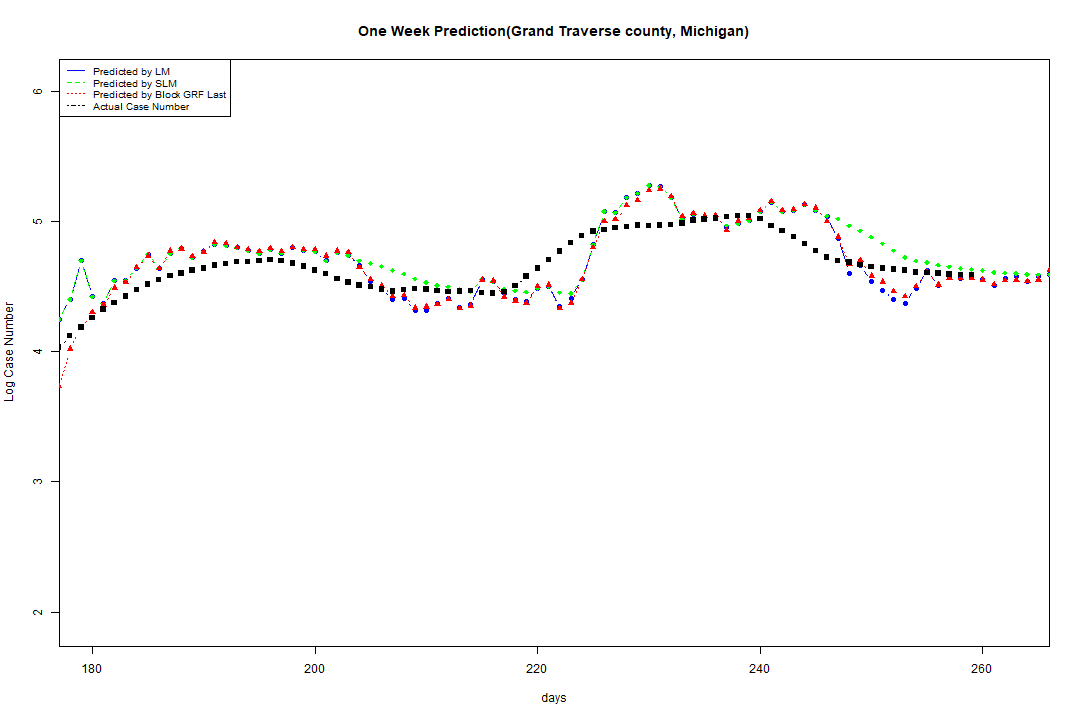 One Week Prediction(Grand Traverse county, Michigan)
Predicted by LM
Predicted by SLM
Predicted by Block GRF Last
Actual Case Number
6
5
4
3
2
Log Case Number
180 200 220 240 260
days